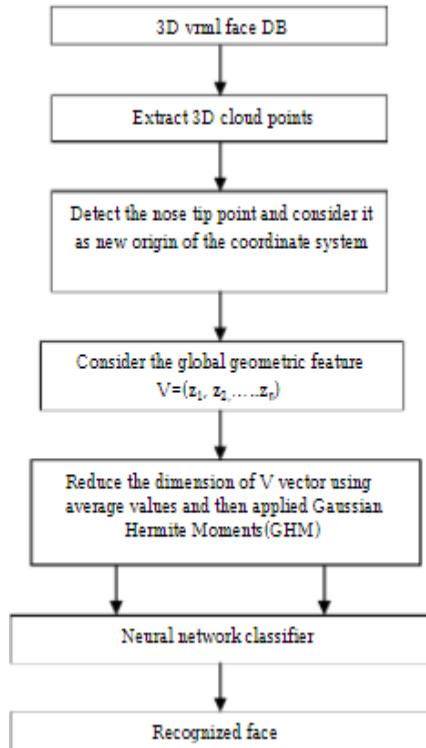 3D vrml face DB
Extract 3D cloud points
Detect the nose tip point and consider it
as new origin of the coordinate system
Consider the global geometric feature
V=(z₁, z₂,…..zₙ)
Reduce the dimension of V vector using
average values and then applied Gaussian
Hermite Moments(GHM)
Neural network classifier
Recognized face